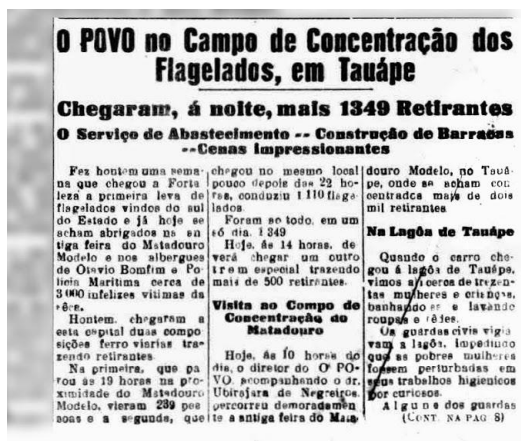 O POVO no Campo de Concentração dos
Flagelados, em Tauápe
Chegaram, á noite, mais 1349 Retirantes
O Serviço de Abastecimento -- Construção de Barracas
--Cenas Impressionantes
Fez hontem uma sema-
na que chegou a Forta
leza a primeira leva de
flagelados vindos do sul
do Estado e já hoje se
acham abrigados na an
tiga feira do Matadouro
Modelo e nos albergues
de Otavio Bomfim e Po
licia Maritima cerca de
3 000 infelizes vitimas da
sêca.
Hontem, chegaram a
esta capital duas compo
sições ferro viarias tra-
zendo retirantes.
Na primeira, que pa
rou ás 19 horas na pro-
ximidade do Matadouro
Modelo, vieram 239 pes
soas e a segunda, que
chegou no mesmo local
pouco depois das 22 ho-
ras, conduziu 1 110 flage-
lados.
Foram ao todo, em um
só dia, 1 349
Hoje, ás 14 horas, de-
verá chegar um outro
trem especial trazendo
mais de 500 retirantes.
Visita ao Campo de
Concentração do
Matadouro
Hoje, ás 10 horas do
dia, o diretor do O PO-
VO, acompanhando o dr.
Ubirajara de Negreiros,
percorreu demoradamen
te a antiga feira do Mata-
douro Modelo, no Tauá-
pe, onde se acham con
centrados mais de dois
mil retirantes
Na Lagôa de Tauápe
Quando o carro che-
gou á lagôa de Tauápe,
vimos ali cerca de trezen-
tas mulheres e crianças,
banhando-se e lavando
roupas e rêdes.
Os guardas civis vigia
vam a lagôa, impedindo
que as pobres mulheres
fossem perturbadas em
seus trabalhos higienicos
por curiosos.
Alguns dos guardas
(CONT. NA PAG 8)